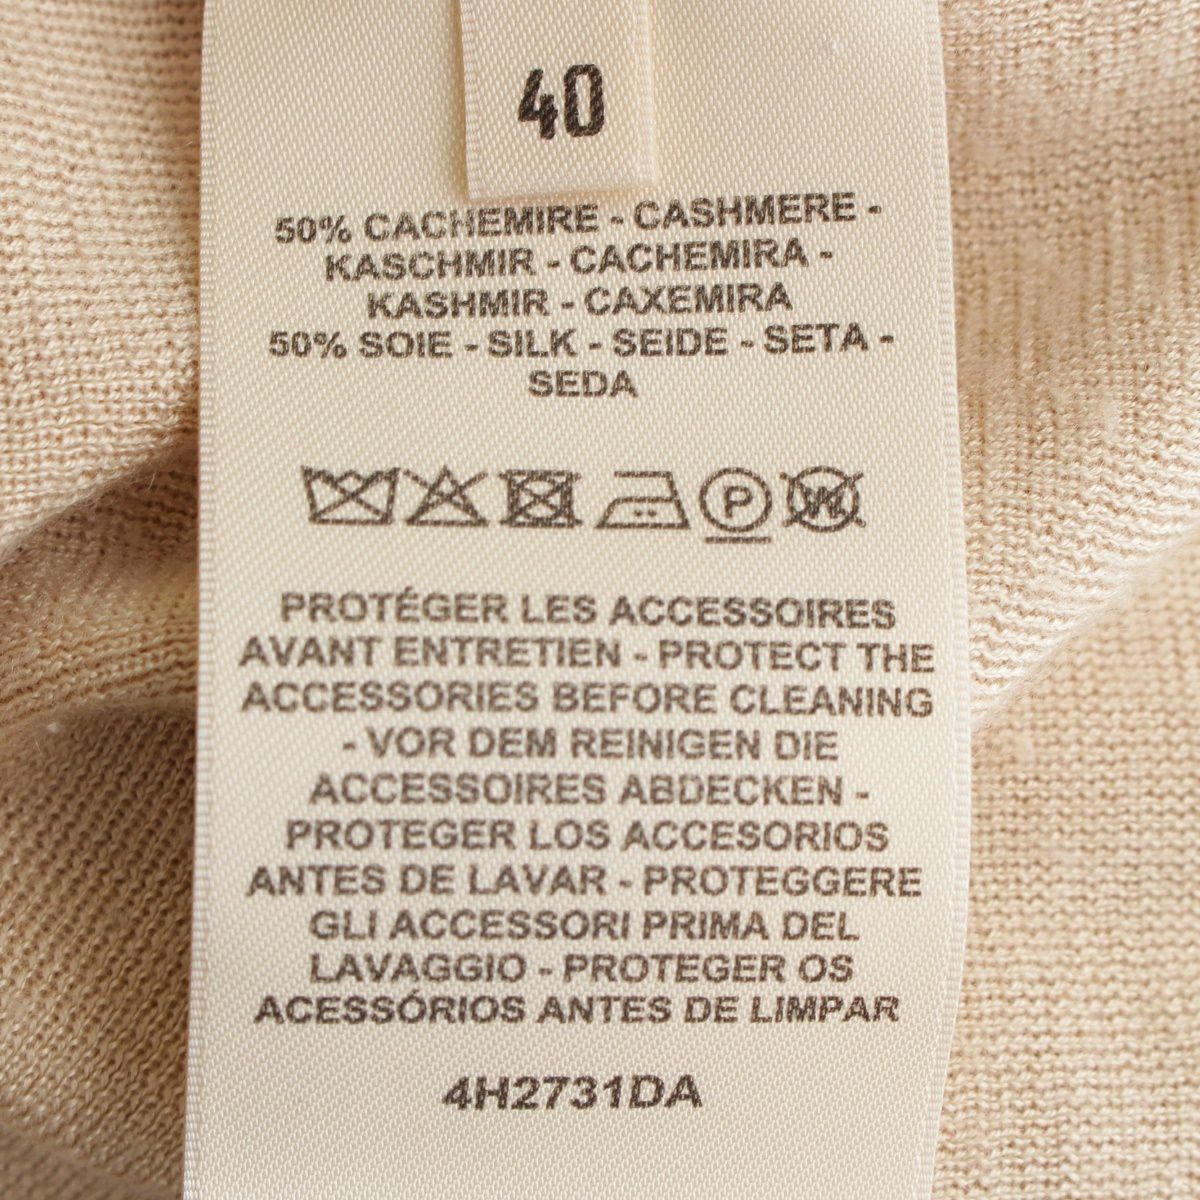 40
50% CACHEMIRE - CASHMERE -
KASCHMIR - CACHEMIRA -
KASHMIR - CAXEMIRA
50% SOIE - SILK - SEIDE - SETA -
SEDA
P W
PROTÉGER LES ACCESSOIRES
AVANT ENTRETIEN - PROTECT THE
ACCESSORIES BEFORE CLEANING
- VOR DEM REINIGEN DIE
ACCESSOIRES ABDECKEN -
PROTEGER LOS ACCESORIOS
ANTES DE LAVAR - PROTEGGERE
GLI ACCESSORI PRIMA DEL
LAVAGGIO - PROTEGER OS
ACESSÓRIOS ANTES DE LIMPAR
4H2731DA